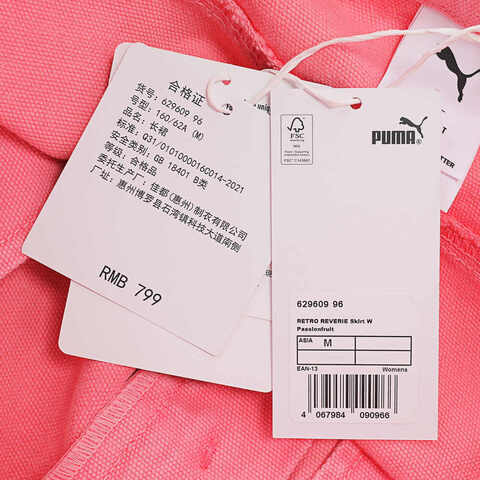 合格证
货号: 629609 96
号型: 160/62A (M)
品名: 长裙
标准: Q31/0101000016C014-2021
安全类别: GB 18401 B类
等级: 合格品
委托生产厂: 佳都(惠州)制衣有限公司
厂址: 惠州博罗县石湾镇科技大道南侧
RMB 799
FSC
MIX
PUMA®
629609 96
RETRO REVERIE Skirt W
Passionfruit
ASIA M
EAN-13 Womens
4 067984 090966